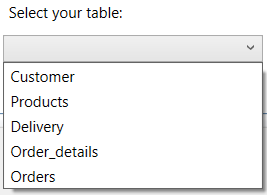 Select your table:
Customer
Products
Delivery
Order_details
Orders